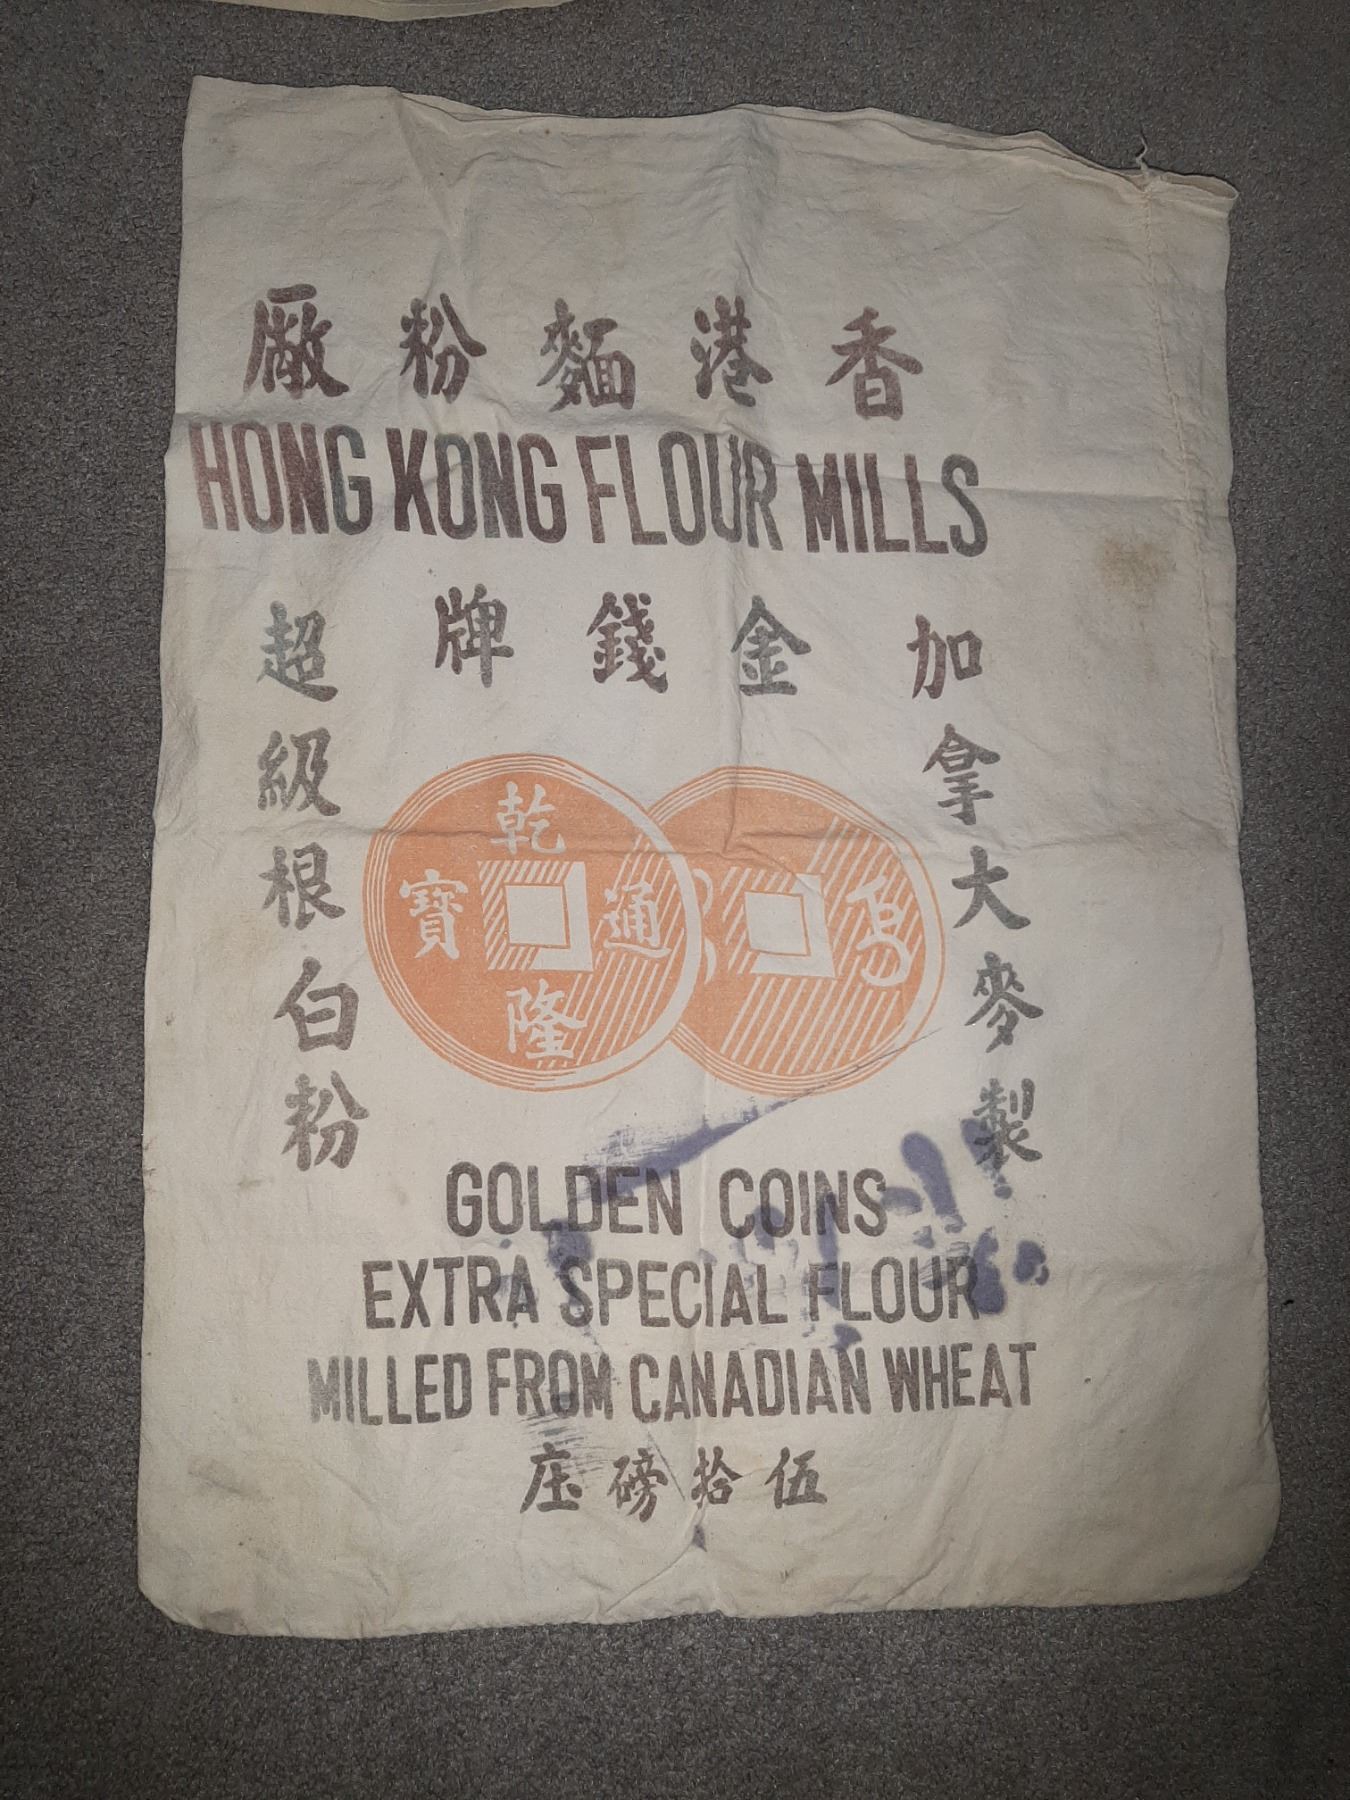 香港麵粉廠
HONG KONG FLOUR MILLS
金錢牌
加拿大麥製
超級根白粉
乾隆通寶
GOLDEN COINS
EXTRA SPECIAL FLOUR
MILLED FROM CANADIAN WHEAT
伍拾磅庄